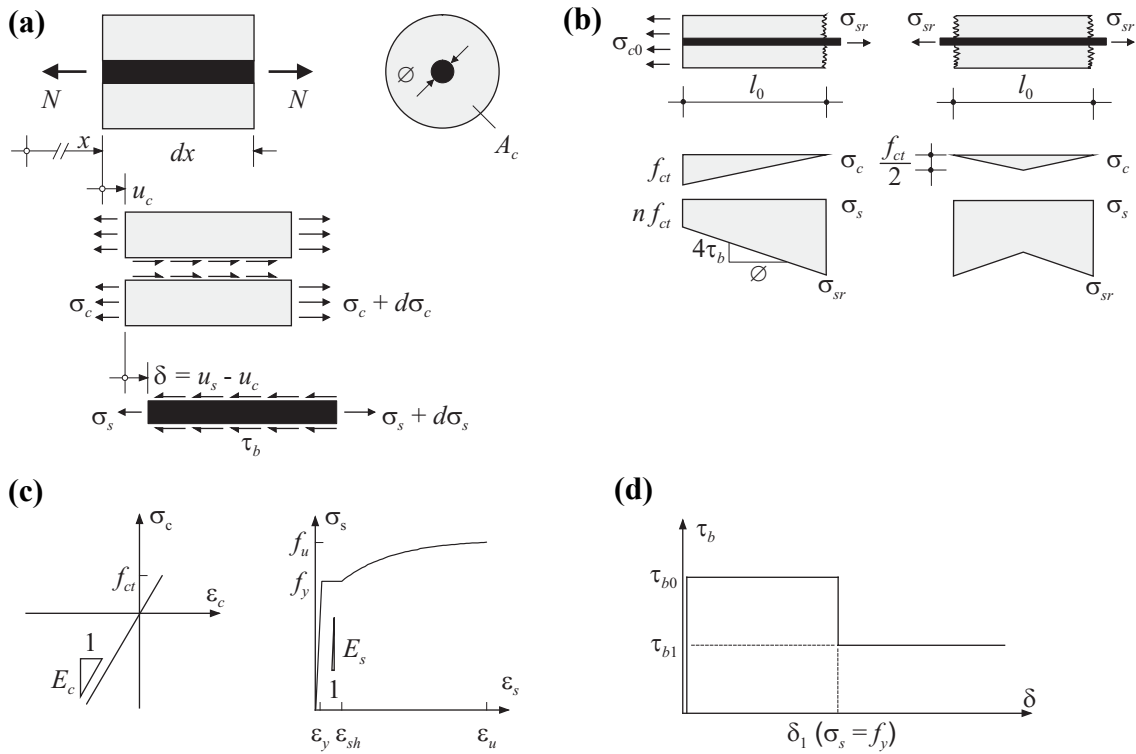 (a)
N
N
∅
A_c
x
dx
u_c
σ_c
σ_c + dσ_c
δ = u_s - u_c
σ_s
σ_s + dσ_s
τ_b
(b)
σ_c0
σ_sr
σ_sr
σ_sr
l_0
l_0
f_ct
σ_c
f_ct
2
σ_c
n f_ct
σ_s
σ_s
4τ_b
∅
σ_sr
σ_sr
(c)
σ_c
f_ct
ε_c
1
E_c
σ_s
f_u
f_y
E_s
1
ε_s
ε_y
ε_sh
ε_u
(d)
τ_b
τ_b0
τ_b1
δ
δ_1 (σ_s = f_y)